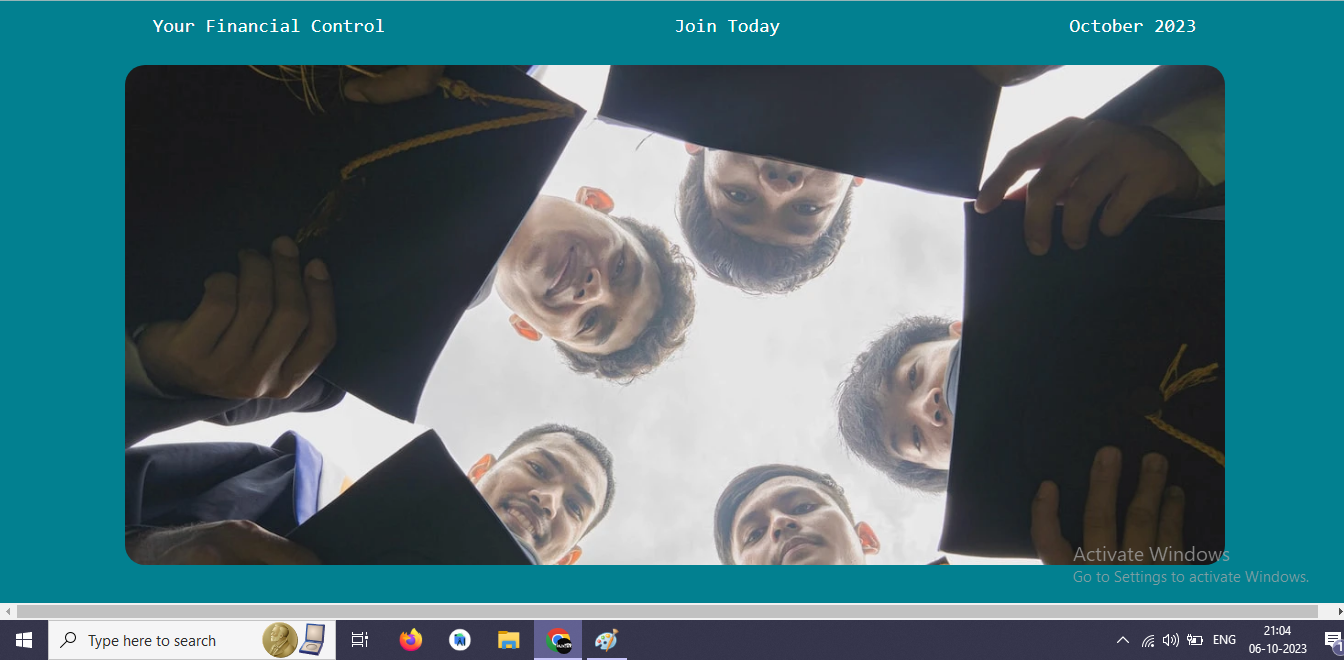 Your Financial Control
Join Today
October 2023
Activate Windows
Go to Settings to activate Windows.
Type here to search
ENG
21:04
06-10-2023